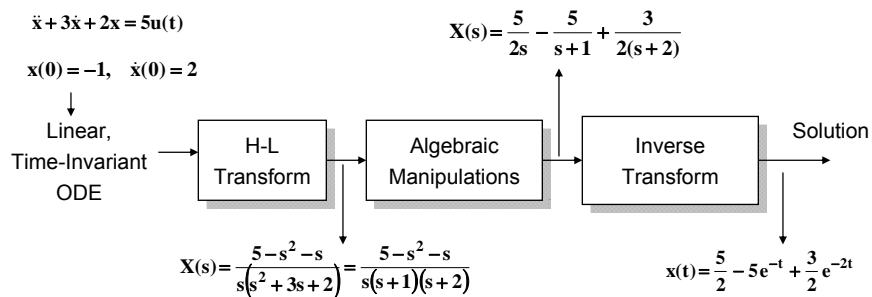 ẍ + 3ẋ + 2x = 5u(t)
x(0) = −1, ẋ(0) = 2
Linear,
Time-Invariant
ODE
H-L
Transform
Algebraic
Manipulations
Inverse
Transform
Solution
X(s) = 5/2s − 5/s+1 + 3/2(s+2)
X(s) = 5−s² −s/s(s² +3s+2) = 5−s² −s/s(s+1)(s+2)
x(t) = 5/2 − 5e⁻ᵗ + 3/2 e⁻²ᵗ